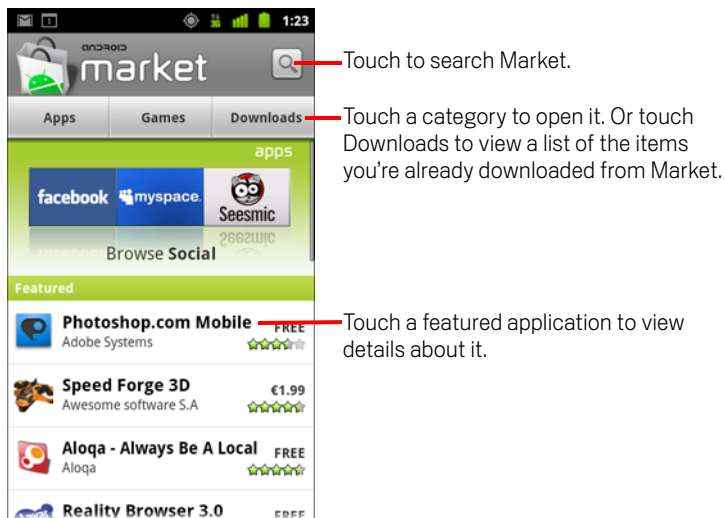 1 3G 1:23
android
market
Touch to search Market.
Apps Games Downloads
Touch a category to open it. Or touch
Downloads to view a list of the items
you're already downloaded from Market.
apps
facebook myspace. Seesmic
Browse Social
Featured
Photoshop.com Mobile FREE
Adobe Systems
Touch a featured application to view
details about it.
Speed Forge 3D €1.99
Awesome software S.A
Aloqa - Always Be A Local FREE
Aloqa
Reality Browser 3.0 FREE